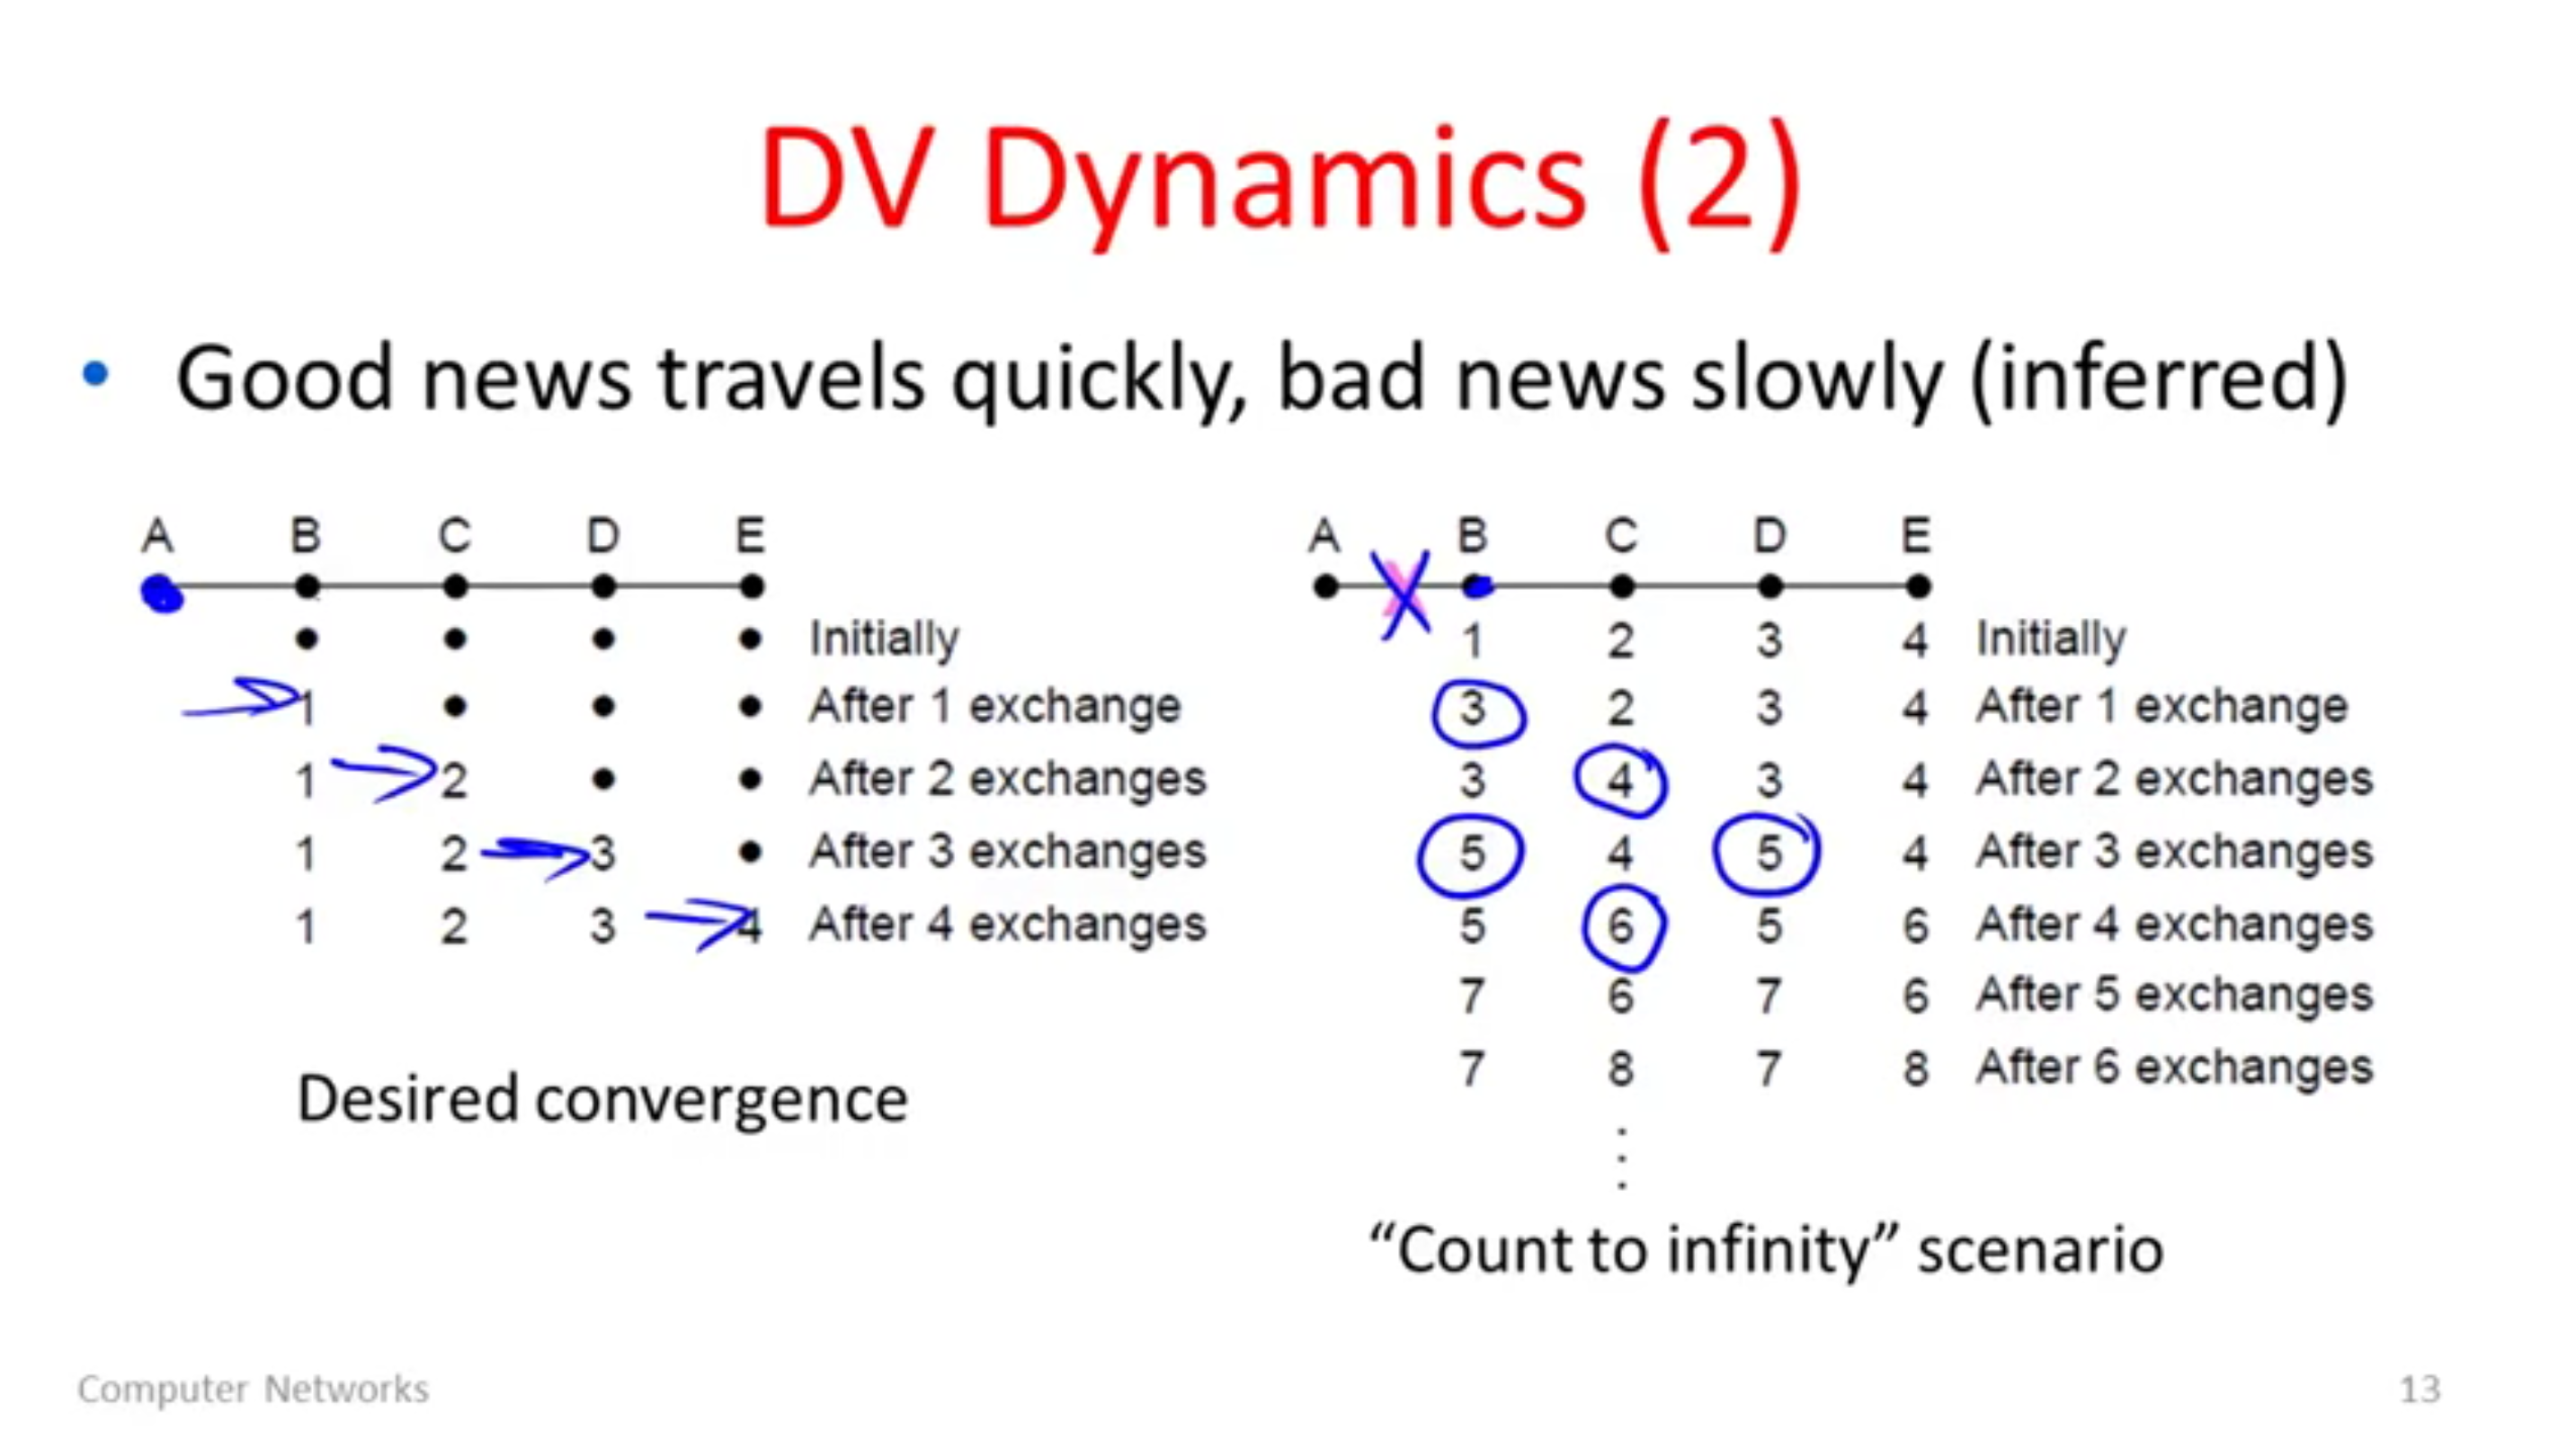 DV Dynamics (2)
• Good news travels quickly, bad news slowly (inferred)
A B C D E
• • • • Initially
1 • • • After 1 exchange
1 2 • • After 2 exchanges
1 2 3 • After 3 exchanges
1 2 3 4 After 4 exchanges
Desired convergence
A B C D E
X
1 2 3 4 Initially
3 2 3 4 After 1 exchange
3 4 3 4 After 2 exchanges
5 4 5 4 After 3 exchanges
5 6 5 6 After 4 exchanges
7 6 7 6 After 5 exchanges
7 8 7 8 After 6 exchanges
⋮
“Count to infinity” scenario
Computer Networks
13